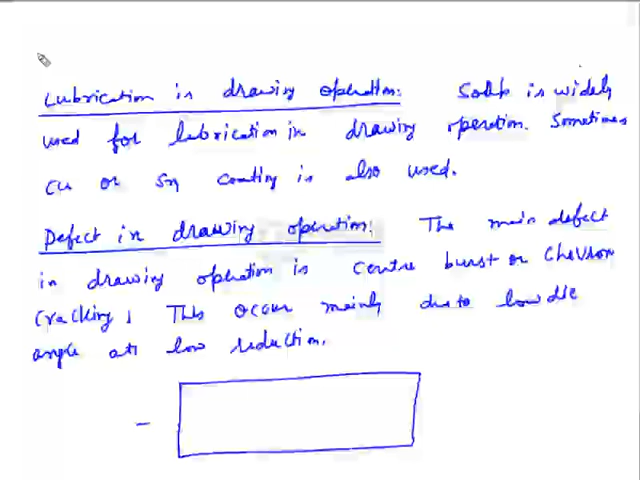 Lubrication in drawing operation: Soap is widely
used for lubrication in drawing operation. Sometimes
Cu or Sn coating is also used.
Defect in drawing operation: The main defect
in drawing operation is centre burst or Chevron
Cracking, This occur mainly due to low die
angle at low reduction.